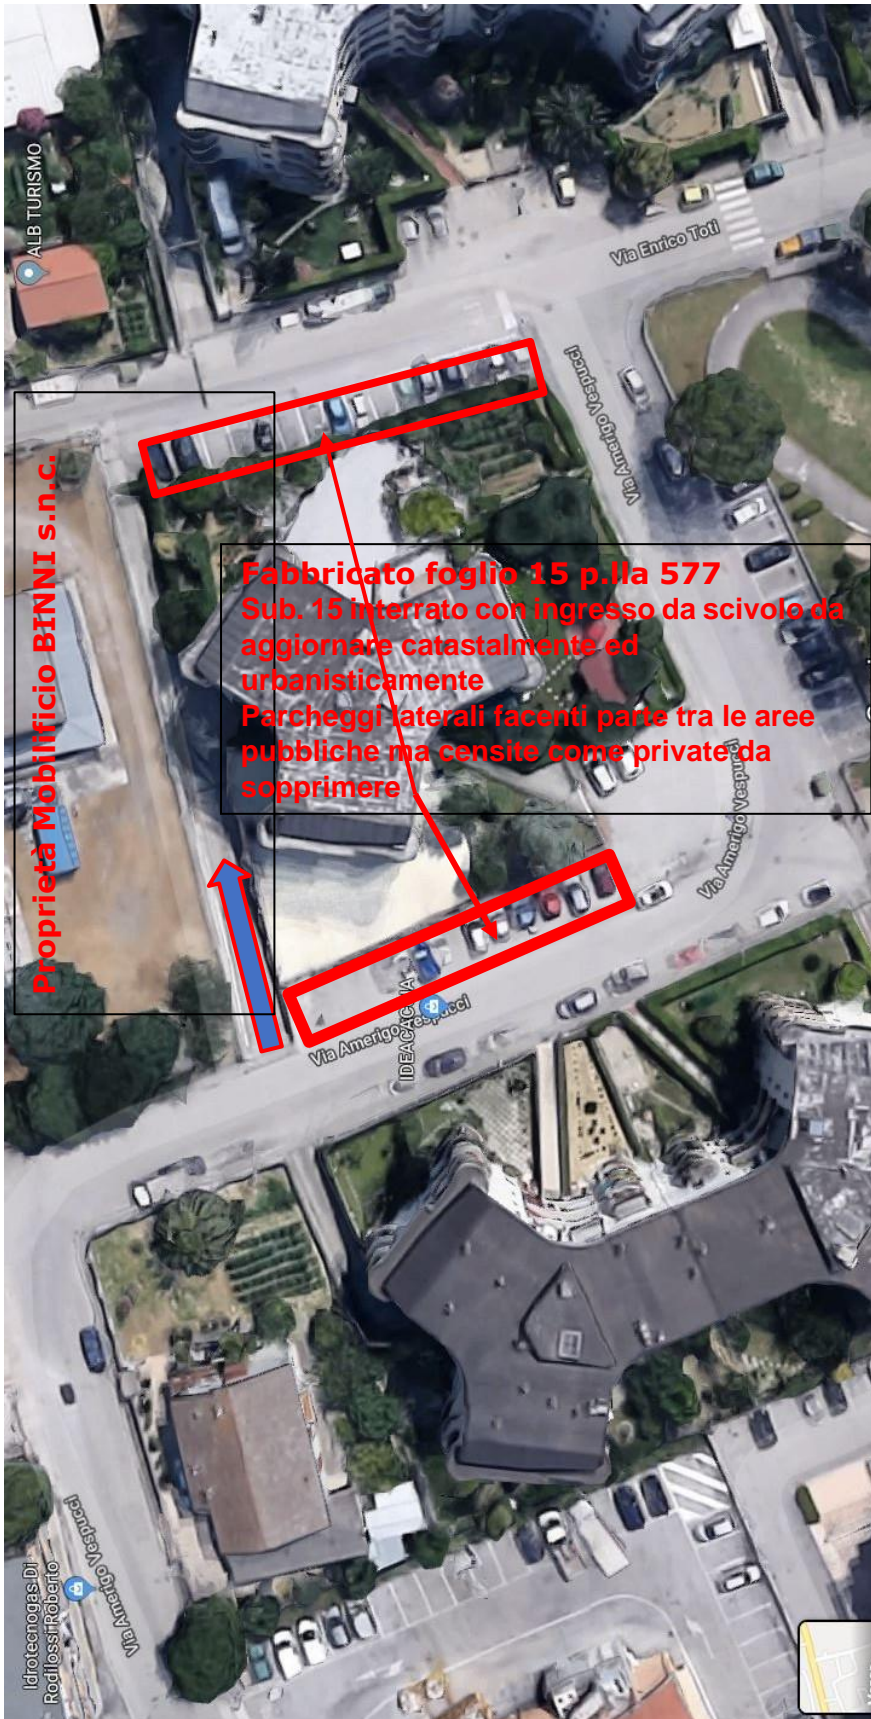 ALB TURISMO
Via Enrico Toti
Via Amerigo Vespucci
Proprietà Mobilificio BINNI s.n.c.
Fabbricato foglio 15 p.lla 577
Sub. 15 interrato con ingresso da scivolo da
aggiornare catastalmente ed
urbanisticamente
Parcheggi laterali facenti parte tra le aree
pubbliche ma censite come private da
sopprimere
Via Amerigo Vespucci
Via Amerigo Vespucci
Via Amerigo Vespucci
Idrotecnogas Di
Rodilossi Roberto